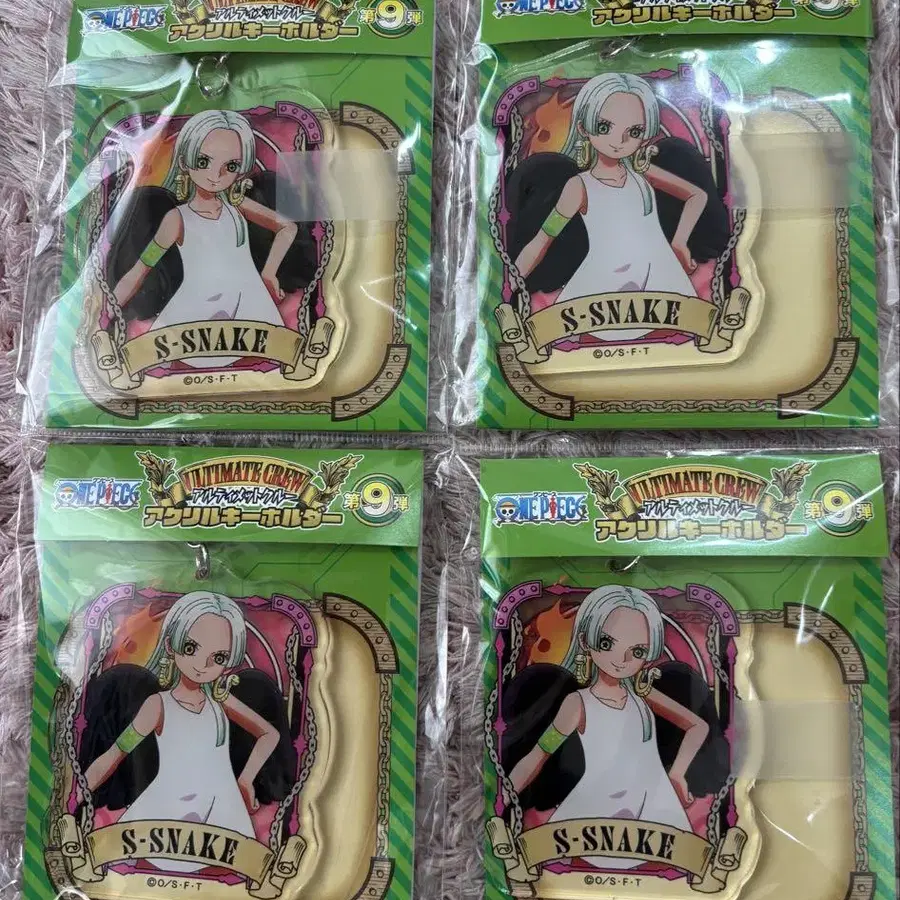 ONE PIECE
アルティメットクルー
アクリルキーホルダー
第9弾
S-SNAKE
©O/S・F・T
ONE PIECE
アクリルキーホルダー
第9弾
S-SNAKE
©O/S・F・T
ONE PIECE
ULTIMATE CREW
アルティメットクルー
アクリルキーホルダー
第9弾
S-SNAKE
©O/S・F・T
ONE PIECE
ULTIMATE CREW
アルティメットクルー
アクリルキーホルダー
第9弾
S-SNAKE
©O/S・F・T